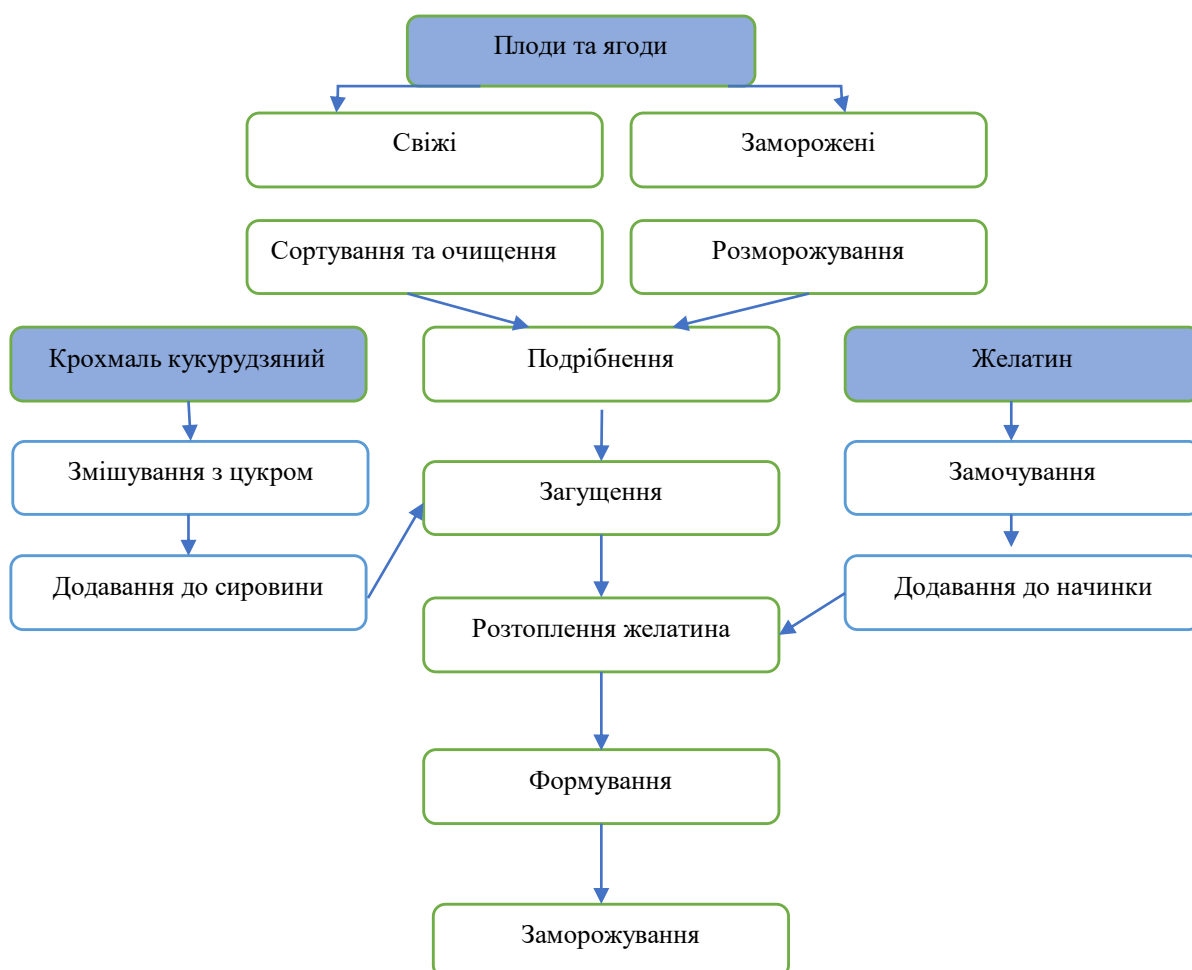 Плоди та ягоди
Свіжі
Заморожені
Сортування та очищення
Розморожування
Крохмаль кукурудзяний
Подрібнення
Желатин
Змішування з цукром
Загущення
Замочування
Додавання до сировини
Розтоплення желатина
Додавання до начинки
Формування
Заморожування